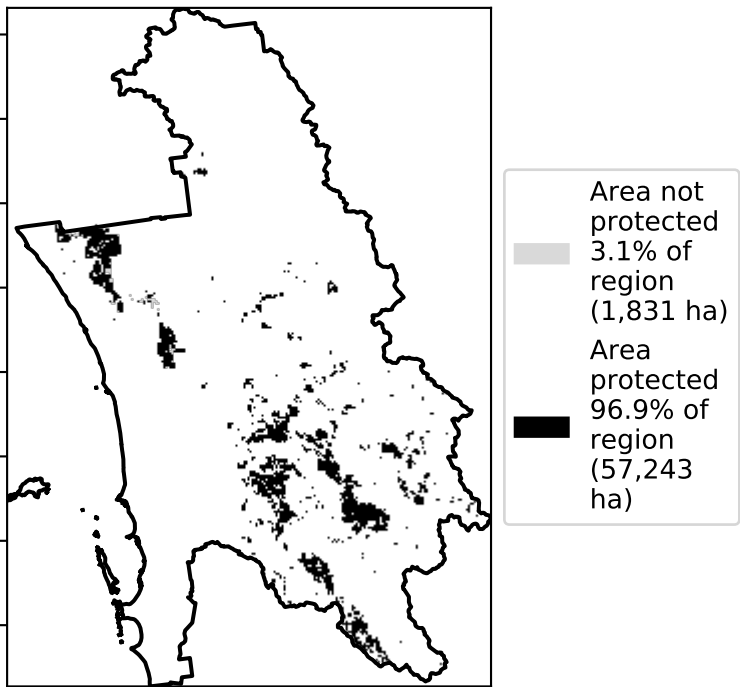 Area not
protected
3.1% of
region
(1,831 ha)
Area
protected
96.9% of
region
(57,243
ha)